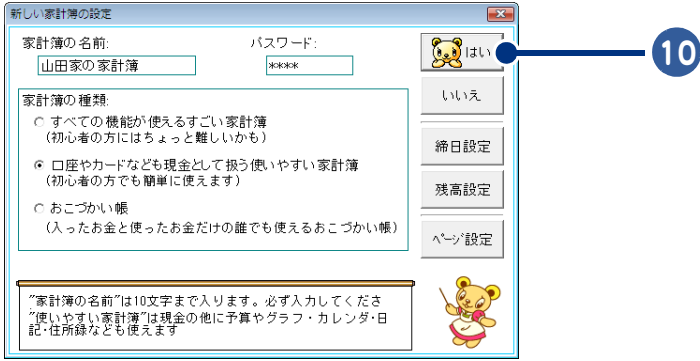 新しい家計簿の設定
家計簿の名前:
パスワード:
山田家の家計簿
****
はい
10
いいえ
家計簿の種類:
すべての機能が使えるすごい家計簿
(初心者の方にはちょっと難しいかも)
口座やカードなども現金として扱う使いやすい家計簿
(初心者の方でも簡単に使えます)
おこづかい帳
(入ったお金と使ったお金だけの誰でも使えるおこづかい帳)
締日設定
残高設定
ページ設定
"家計簿の名前"は10文字まで入ります。必ず入力してくださ
"使いやすい家計簿"は現金の他に予算やグラフ・カレンダ・日
記・住所録なども使えます